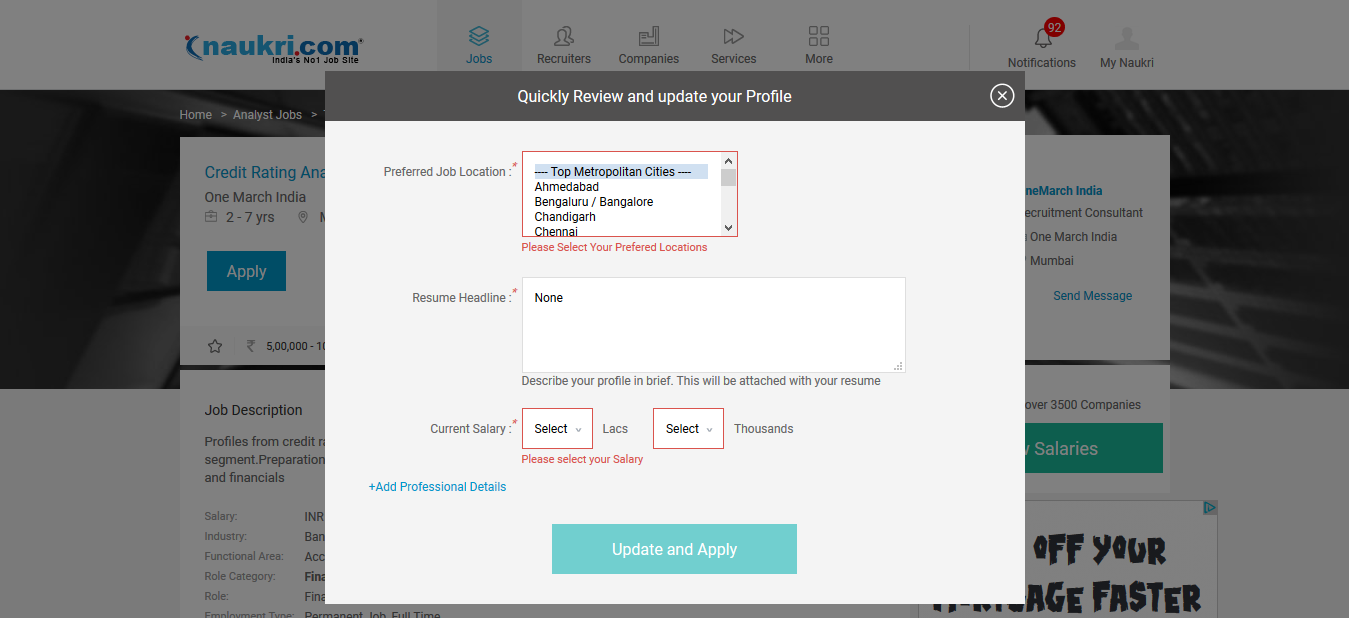 naukri.com
India's No1 Job Site
Jobs
Recruiters
Companies
Services
More
92
Notifications
My Naukri
Quickly Review and update your Profile
Home > Analyst Jobs >
Credit Rating Ana
One March India
2 - 7 yrs
Apply
5,00,000 - 10
Preferred Job Location :*
---- Top Metropolitan Cities ----
Ahmedabad
Bengaluru / Bangalore
Chandigarh
Chennai
Please Select Your Prefered Locations
Resume Headline :*
None
Describe your profile in brief. This will be attached with your resume
Current Salary :*
Select
Lacs
Select
Thousands
Please select your Salary
+Add Professional Details
Update and Apply
neMarch India
ecruitment Consultant
One March India
Mumbai
Send Message
over 3500 Companies
Salaries
Job Description
Profiles from credit ra
segment.Preparation
and financials
Salary: INR
Industry: Ban
Functional Area: Acc
Role Category: Fina
Role: Fina
Employment Type: Permanent Job, Full Time
OFF YOUR
GAGE FASTER